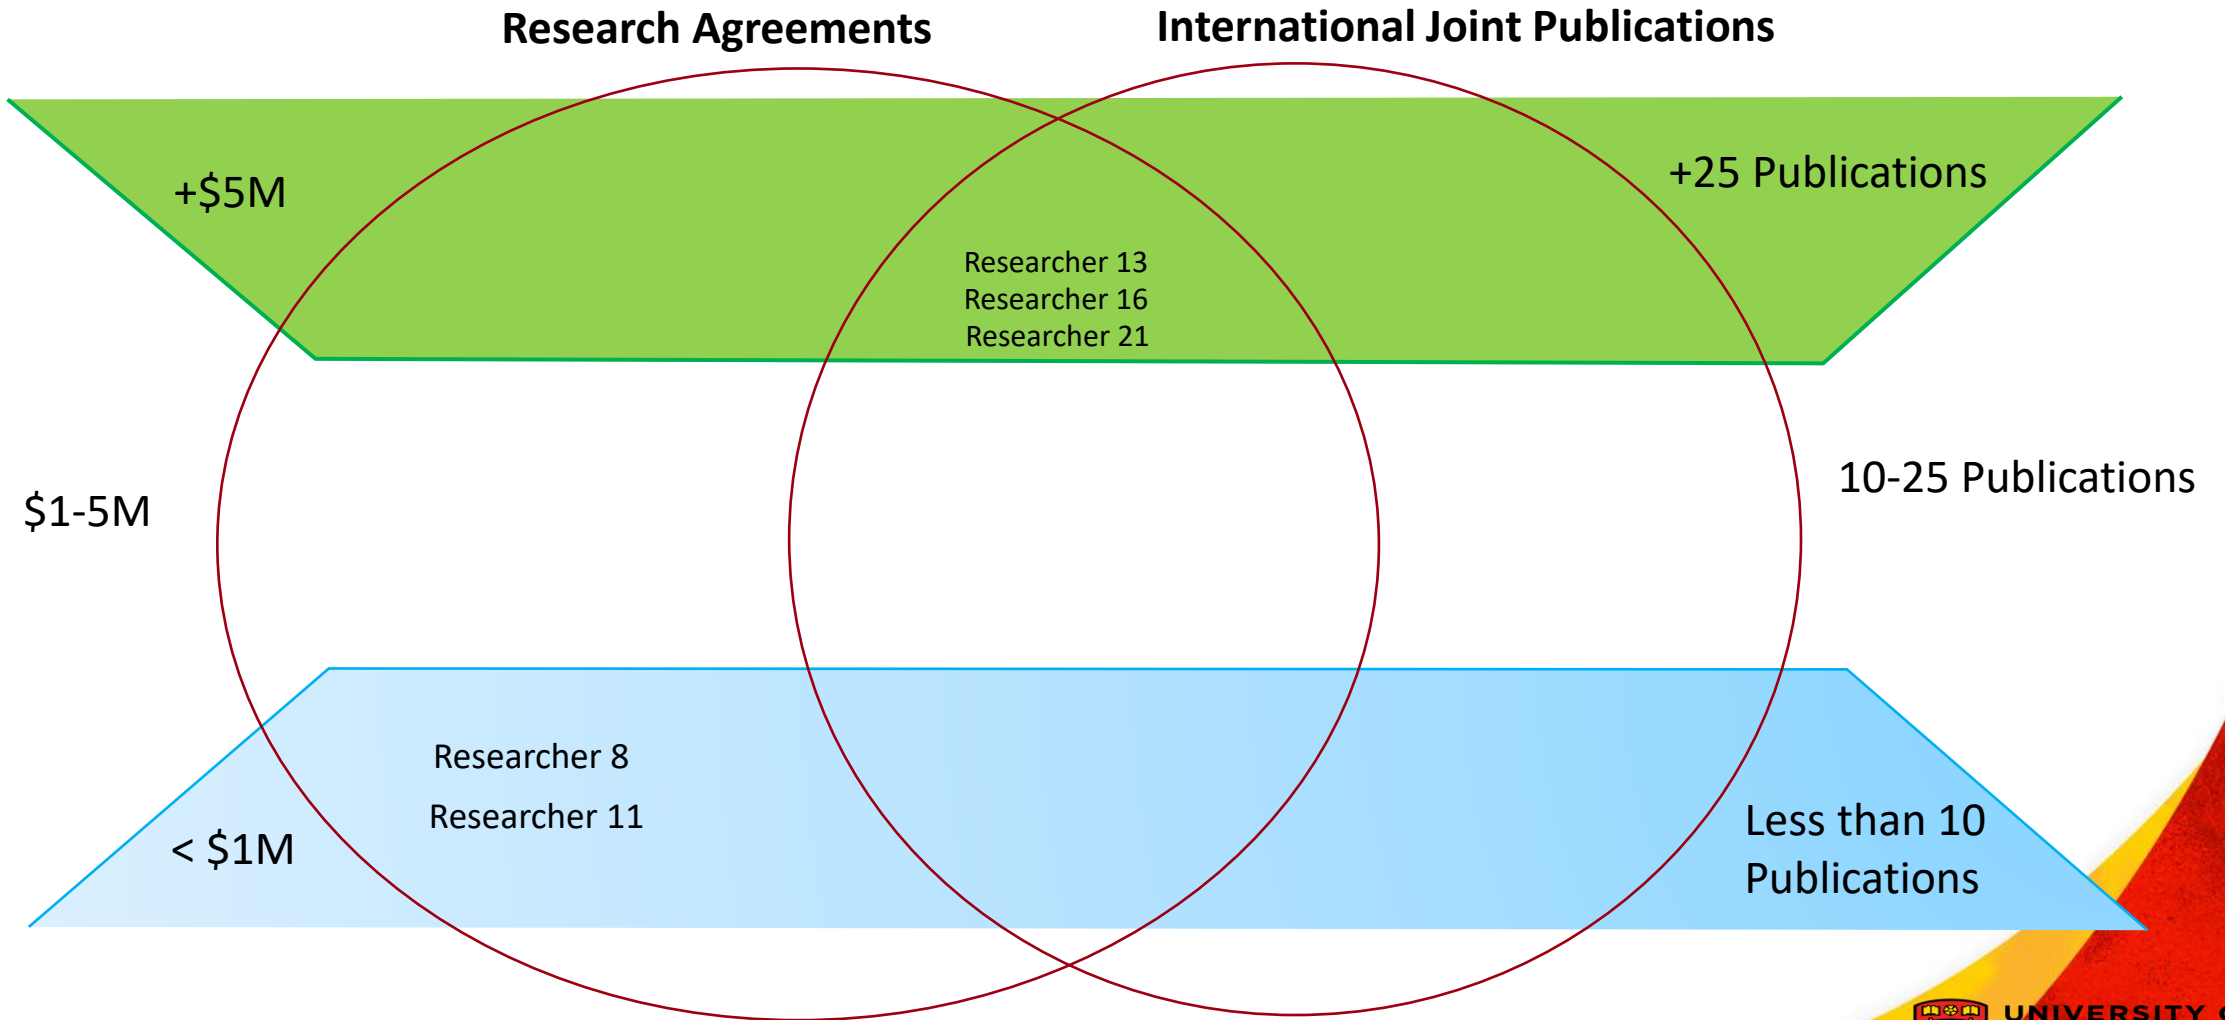 Research Agreements
International Joint Publications
+$5M
+25 Publications
Researcher 13
Researcher 16
Researcher 21
$1-5M
10-25 Publications
Researcher 8
Researcher 11
< $1M
Less than 10
Publications
UNIVERSITY